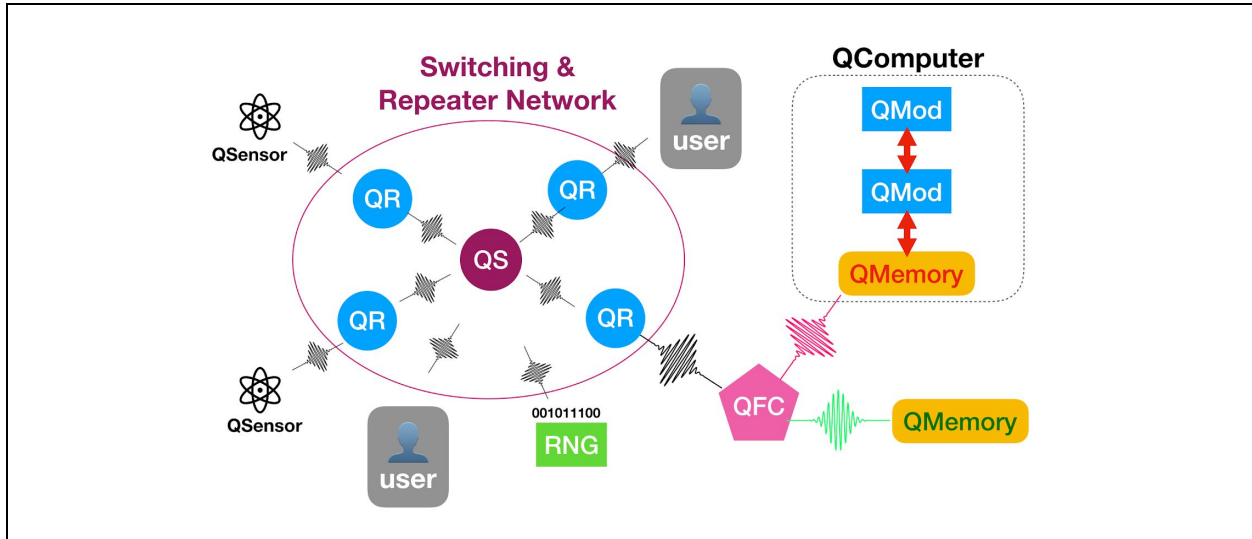 Switching &
Repeater Network
QComputer
QMod
user
QSensor
QR
QR
QMod
QS
QMemory
QR
QR
QFC
QSensor
001011100
RNG
QMemory
user